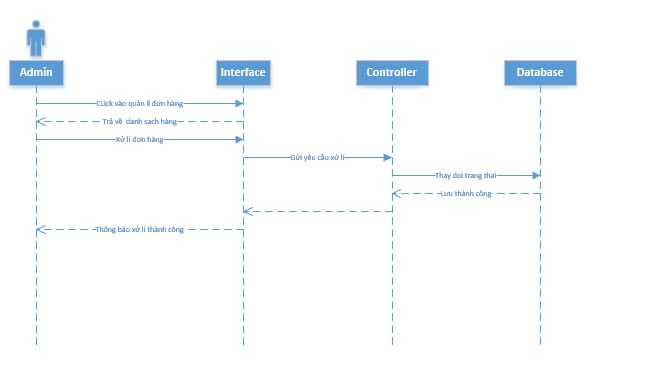 Admin
Interface
Controller
Database
CLick vào quản lí đơn hàng
Trả về danh sach hàng
Xử lí đơn hàng
Gửi yêu cầu xử lí
Thay doi trang thai
Lưu thành công
Thông báo xử lí thành công